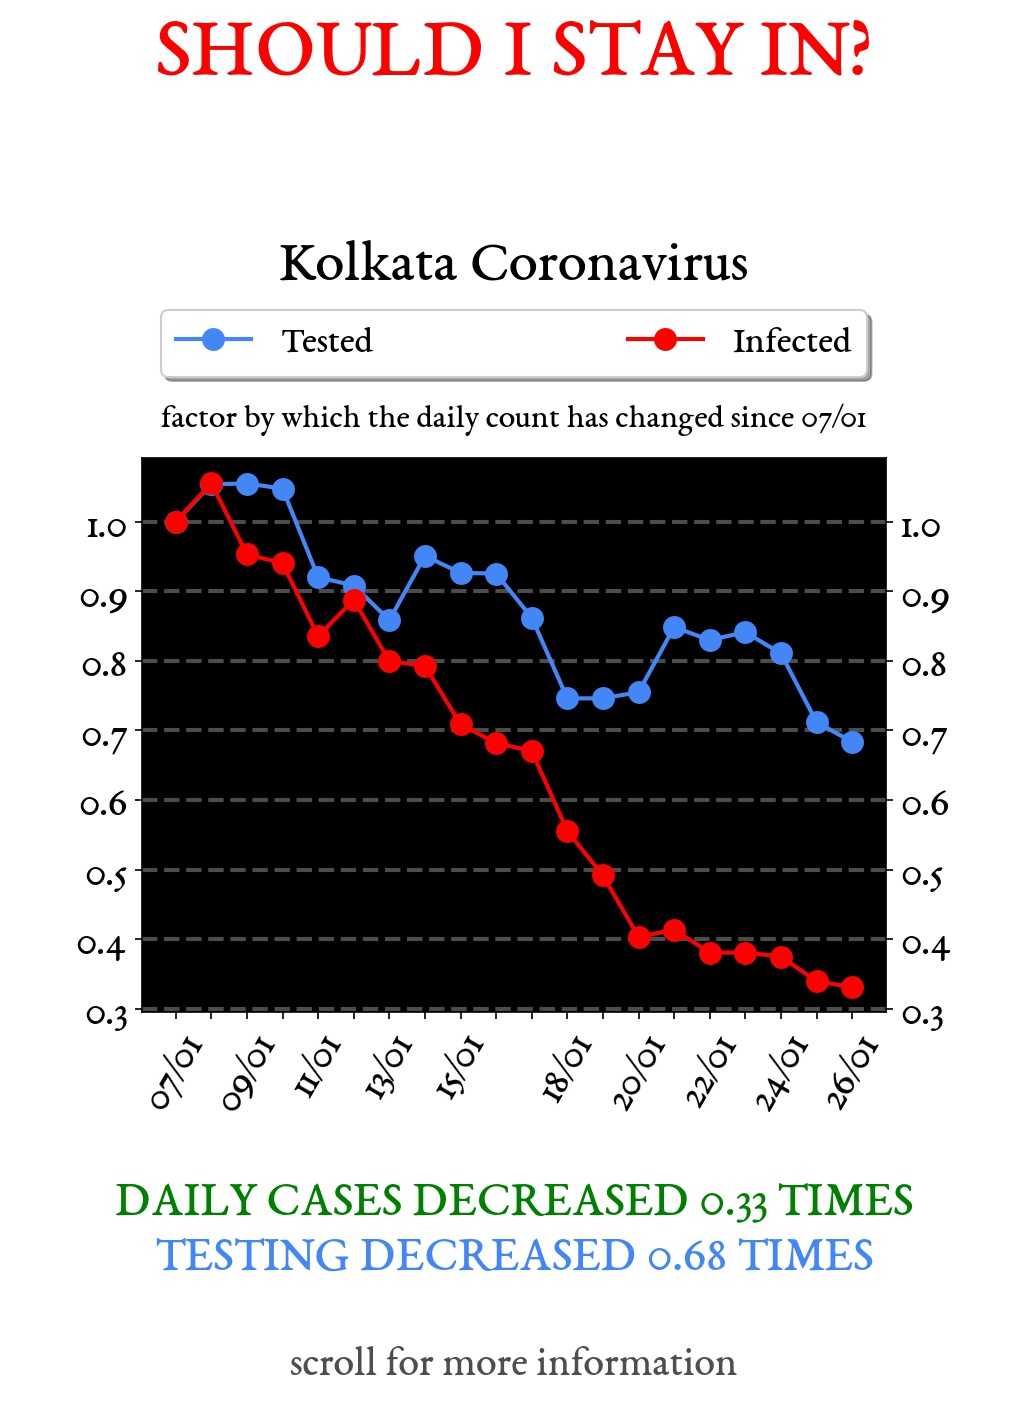 SHOULD I STAY IN?
Kolkata Coronavirus
Tested Infected
factor by which the daily count has changed since 07/01
1.0 1.0
0.9 0.9
0.8 0.8
0.7 0.7
0.6 0.6
0.5 0.5
0.4 0.4
0.3 0.3
07/01 09/01 11/01 13/01 15/01 18/01 20/01 22/01 24/01 26/01
DAILY CASES DECREASED 0.33 TIMES
TESTING DECREASED 0.68 TIMES
scroll for more information